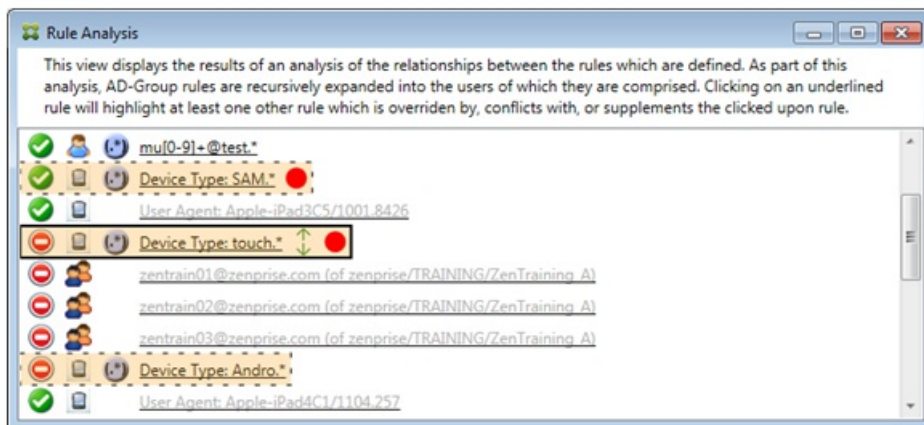 Rule Analysis
This view displays the results of an analysis of the relationships between the rules which are defined. As part of this
analysis, AD-Group rules are recursively expanded into the users of which they are comprised. Clicking on an underlined
rule will highlight at least one other rule which is overriden by, conflicts with, or supplements the clicked upon rule.
(.*) mu[0-9]+@test.*
(.*) Device Type: SAM.*
User Agent: Apple-iPad3C5/1001.8426
(.*) Device Type: touch.*
zentrain01@zenprise.com (of zenprise/TRAINING/ZenTraining_A)
zentrain02@zenprise.com (of zenprise/TRAINING/ZenTraining_A)
zentrain03@zenprise.com (of zenprise/TRAINING/ZenTraining_A)
(.*) Device Type: Andro.*
User Agent: Apple-iPad4C1/1104.257